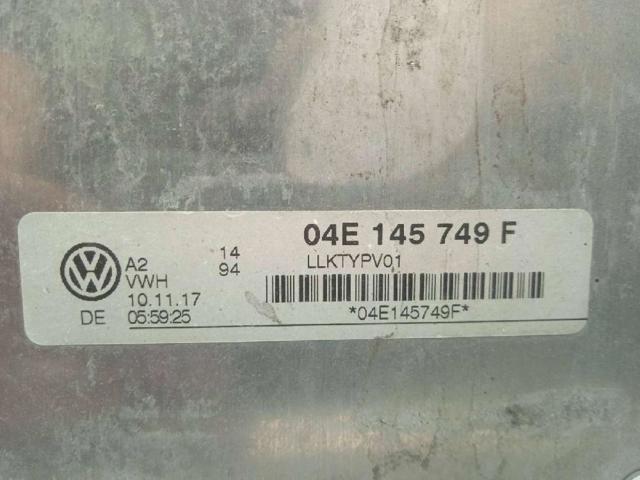 04E 145 749 F
A2 14
VWH 94 LLKTYPV01
10.11.17
DE 05:59:25 *04E145749F*